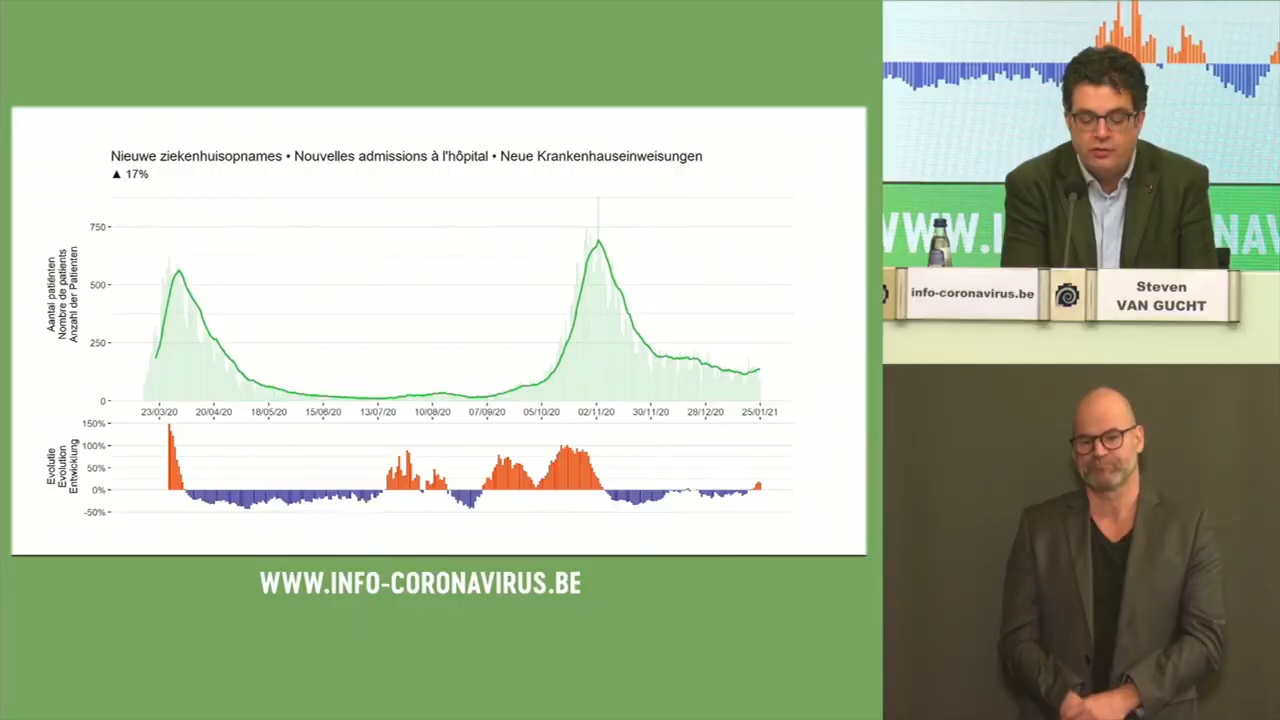 Nieuwe ziekenhuisopnames • Nouvelles admissions à l'hôpital • Neue Krankenhauseinweisungen
▲ 17%
Aantal patiënten
Nombre de patients
Anzahl der Patienten
750
500
250
0
23/03/20 20/04/20 18/05/20 15/06/20 13/07/20 10/08/20 07/09/20 05/10/20 02/11/20 30/11/20 28/12/20 25/01/21
Evolutie
Evolution
Entwicklung
150%
100%
50%
0%
-50%
WWW.INFO-CORONAVIRUS.BE
WWW.I
NAV
info-coronavirus.be
Steven
VAN GUCHT